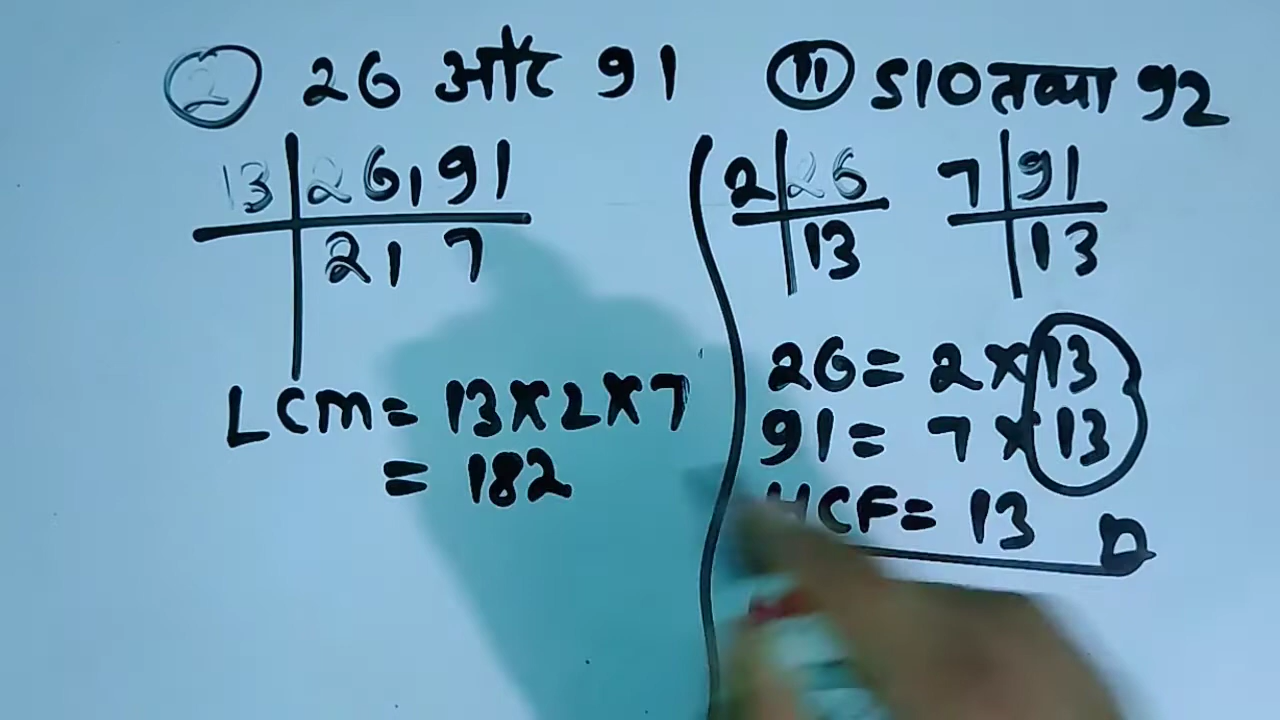 2 26 और 91
13 26, 91
2, 7
LCM = 13 × 2 × 7
= 182
11 510 तथा 92
2 26 7 91
13 13
26 = 2 × 13
91 = 7 × 13
HCF = 13